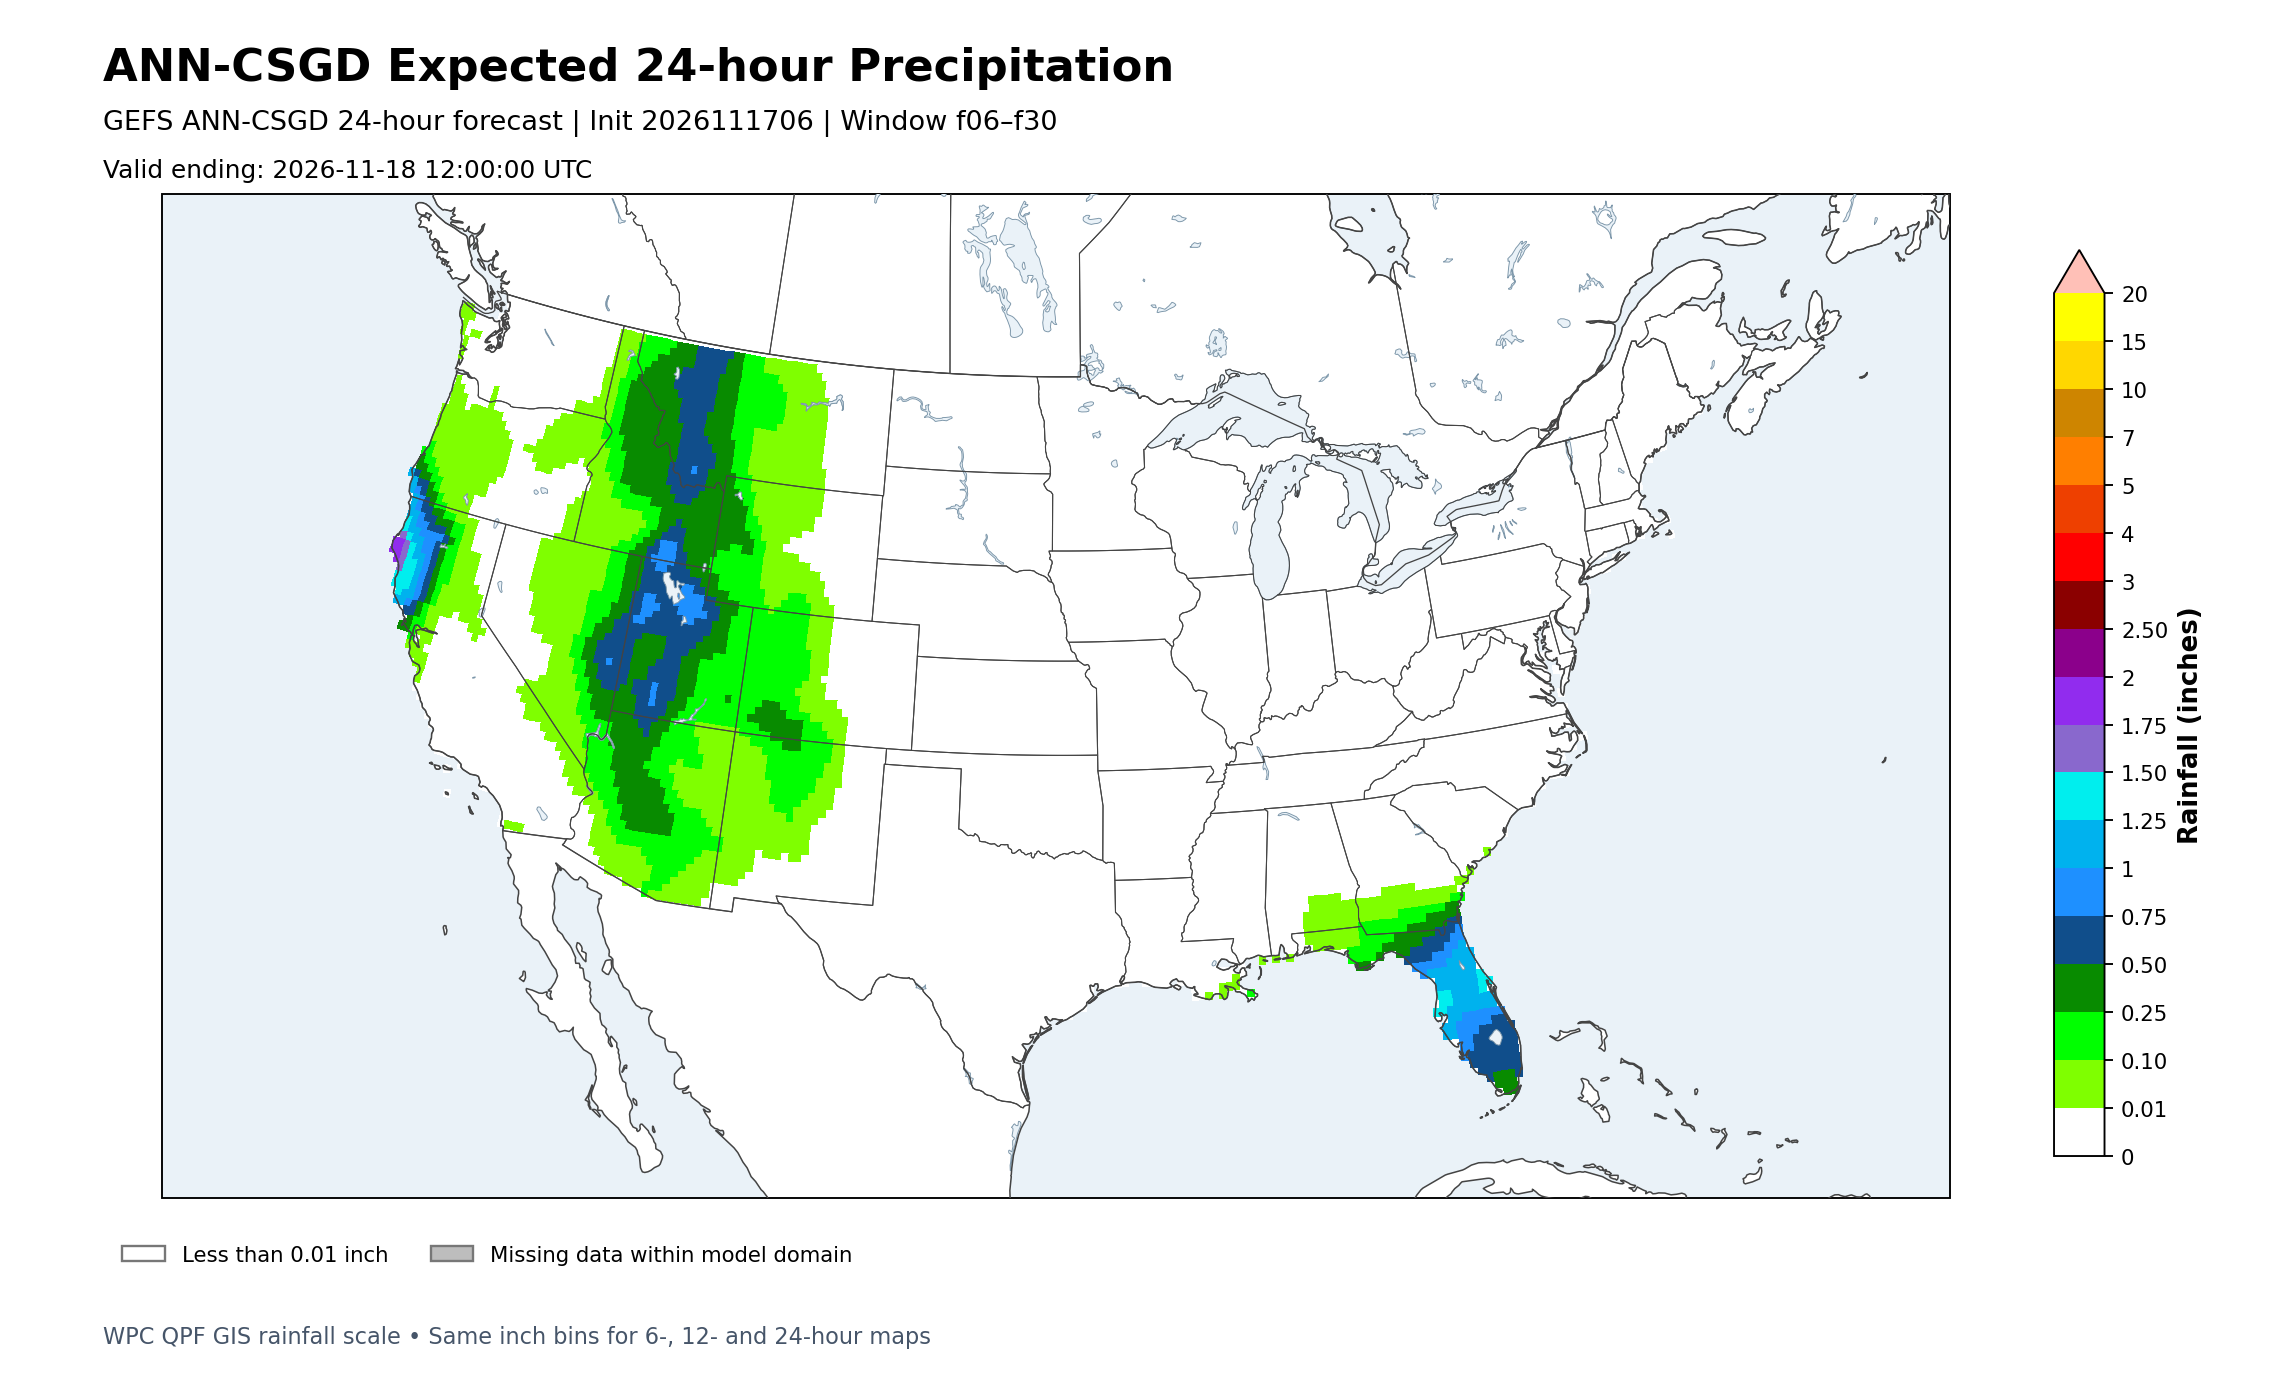 ANN-CSGD Expected 24-hour Precipitation
GEFS ANN-CSGD 24-hour forecast | Init 2026111706 | Window f06–f30
Valid ending: 2026-11-18 12:00:00 UTC
20
15
10
7
5
4
3
2.50
2
1.75
1.50
1.25
1
0.75
0.50
0.25
0.10
0.01
0
Rainfall (inches)
Less than 0.01 inch
Missing data within model domain
WPC QPF GIS rainfall scale • Same inch bins for 6-, 12- and 24-hour maps